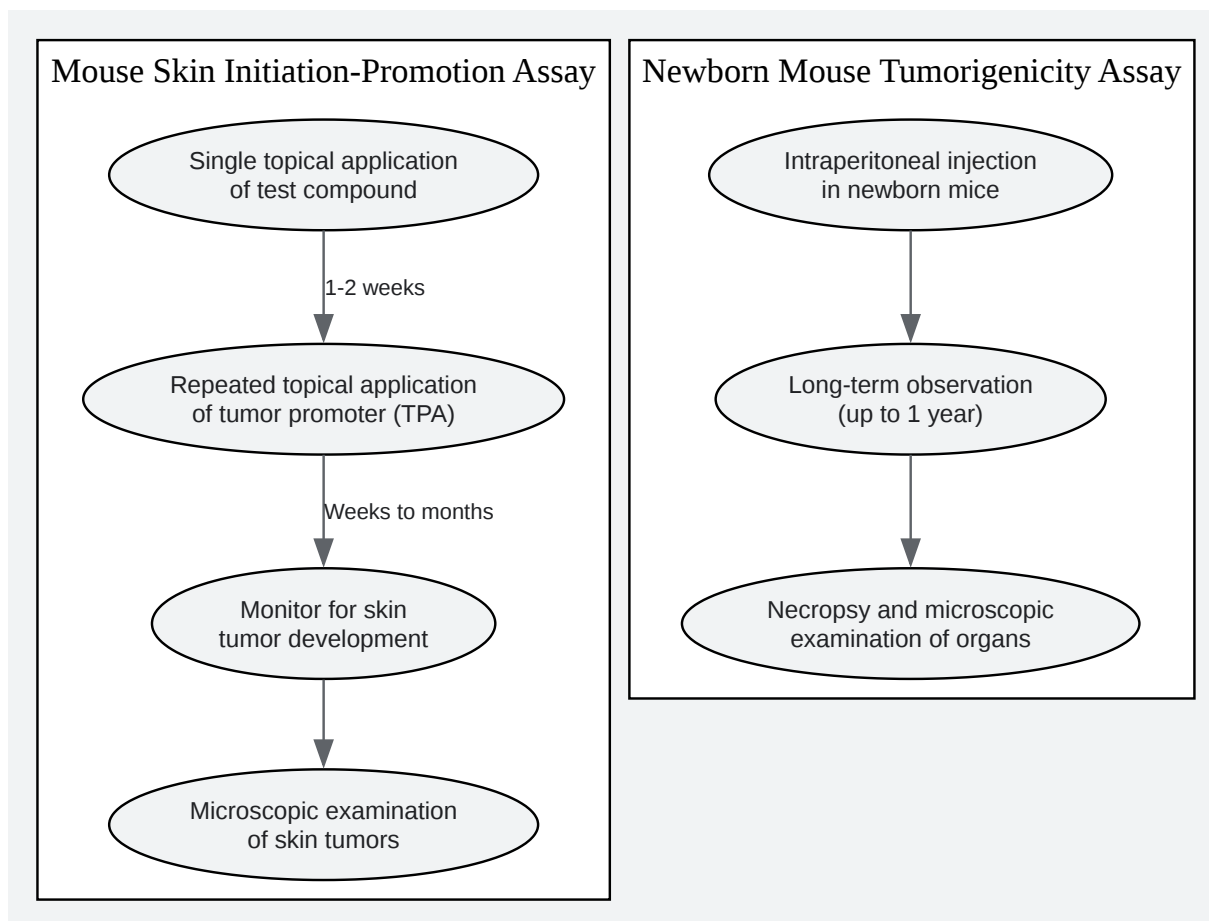 Mouse Skin Initiation-Promotion Assay
Single topical application
of test compound
1-2 weeks
Repeated topical application
of tumor promoter (TPA)
Weeks to months
Monitor for skin
tumor development
Microscopic examination
of skin tumors
Newborn Mouse Tumorigenicity Assay
Intraperitoneal injection
in newborn mice
Long-term observation
(up to 1 year)
Necropsy and microscopic
examination of organs